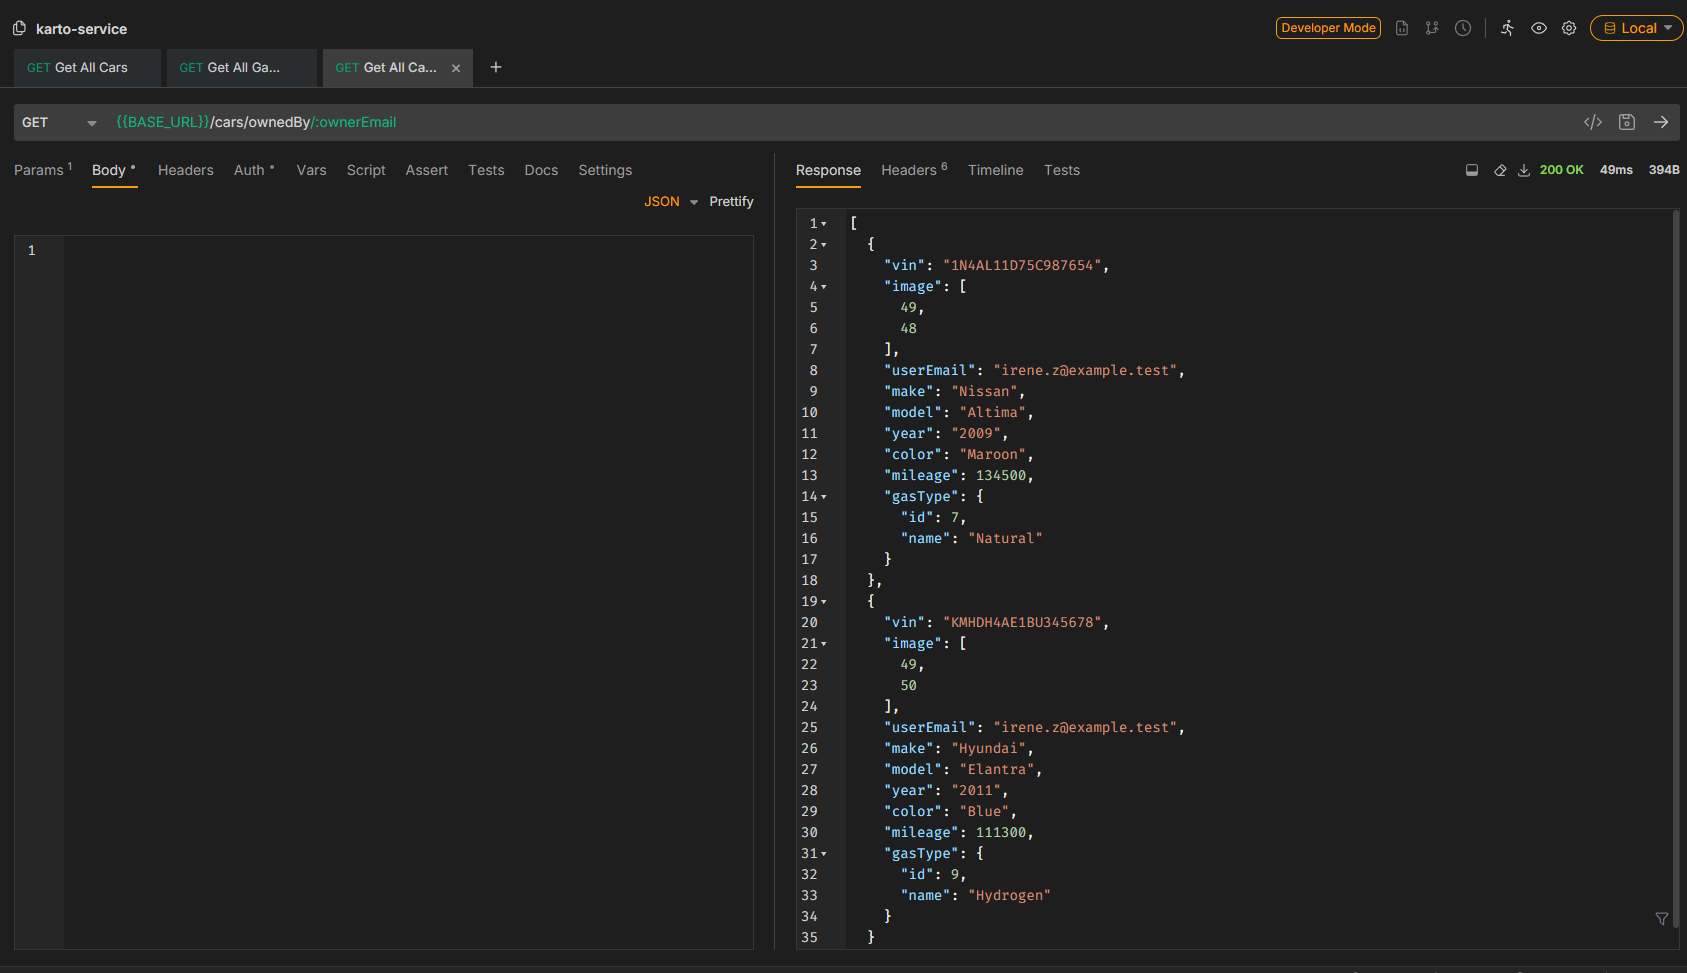 karto-service
Developer Mode
Local
GET Get All Cars
GET Get All Ga...
GET Get All Ca...
GET {{BASE_URL}}/cars/ownedBy/:ownerEmail
Params 1 Body Headers Auth Vars Script Assert Tests Docs Settings
JSON Prettify
1
Response Headers 6 Timeline Tests
200 OK 49ms 394B
1 [
2 {
3 "vin": "1N4AL11D75C987654",
4 "image": [
5 49,
6 48
7 ],
8 "userEmail": "irene.z@example.test",
9 "make": "Nissan",
10 "model": "Altima",
11 "year": "2009",
12 "color": "Maroon",
13 "mileage": 134500,
14 "gasType": {
15 "id": 7,
16 "name": "Natural"
17 }
18 },
19 {
20 "vin": "KMHDH4AE1BU345678",
21 "image": [
22 49,
23 50
24 ],
25 "userEmail": "irene.z@example.test",
26 "make": "Hyundai",
27 "model": "Elantra",
28 "year": "2011",
29 "color": "Blue",
30 "mileage": 111300,
31 "gasType": {
32 "id": 9,
33 "name": "Hydrogen"
34 }
35 }